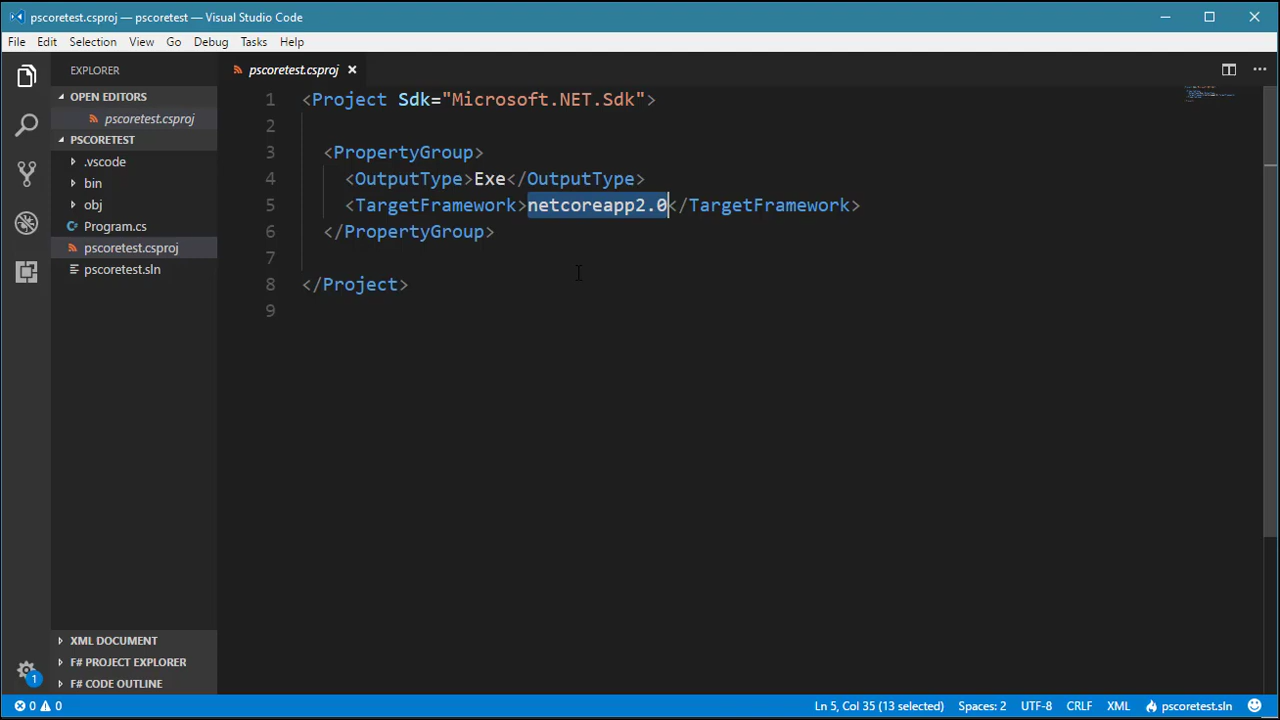 pscoretest.csproj — pscoretest — Visual Studio Code
File Edit Selection View Go Debug Tasks Help
EXPLORER
OPEN EDITORS
pscoretest.csproj
PSCORETEST
.vscode
bin
obj
Program.cs
pscoretest.csproj
pscoretest.sln
XML DOCUMENT
F# PROJECT EXPLORER
F# CODE OUTLINE
1
pscoretest.csproj
1 <Project Sdk="Microsoft.NET.Sdk">
2
3 <PropertyGroup>
4 <OutputType>Exe</OutputType>
5 <TargetFramework>netcoreapp2.0</TargetFramework>
6 </PropertyGroup>
7
8 </Project>
9
0 0 Ln 5, Col 35 (13 selected) Spaces: 2 UTF-8 CRLF XML pscoretest.sln